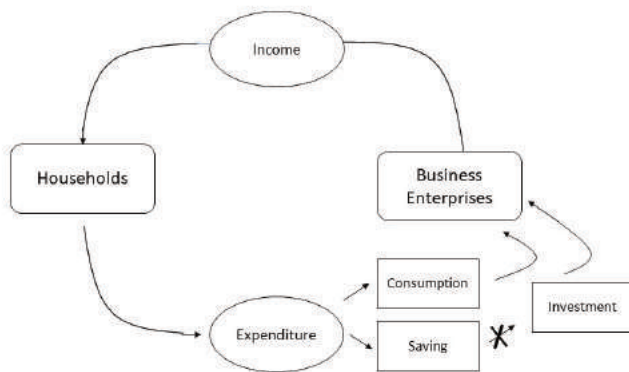 Income
Households
Business
Enterprises
Consumption
Investment
Expenditure
Saving